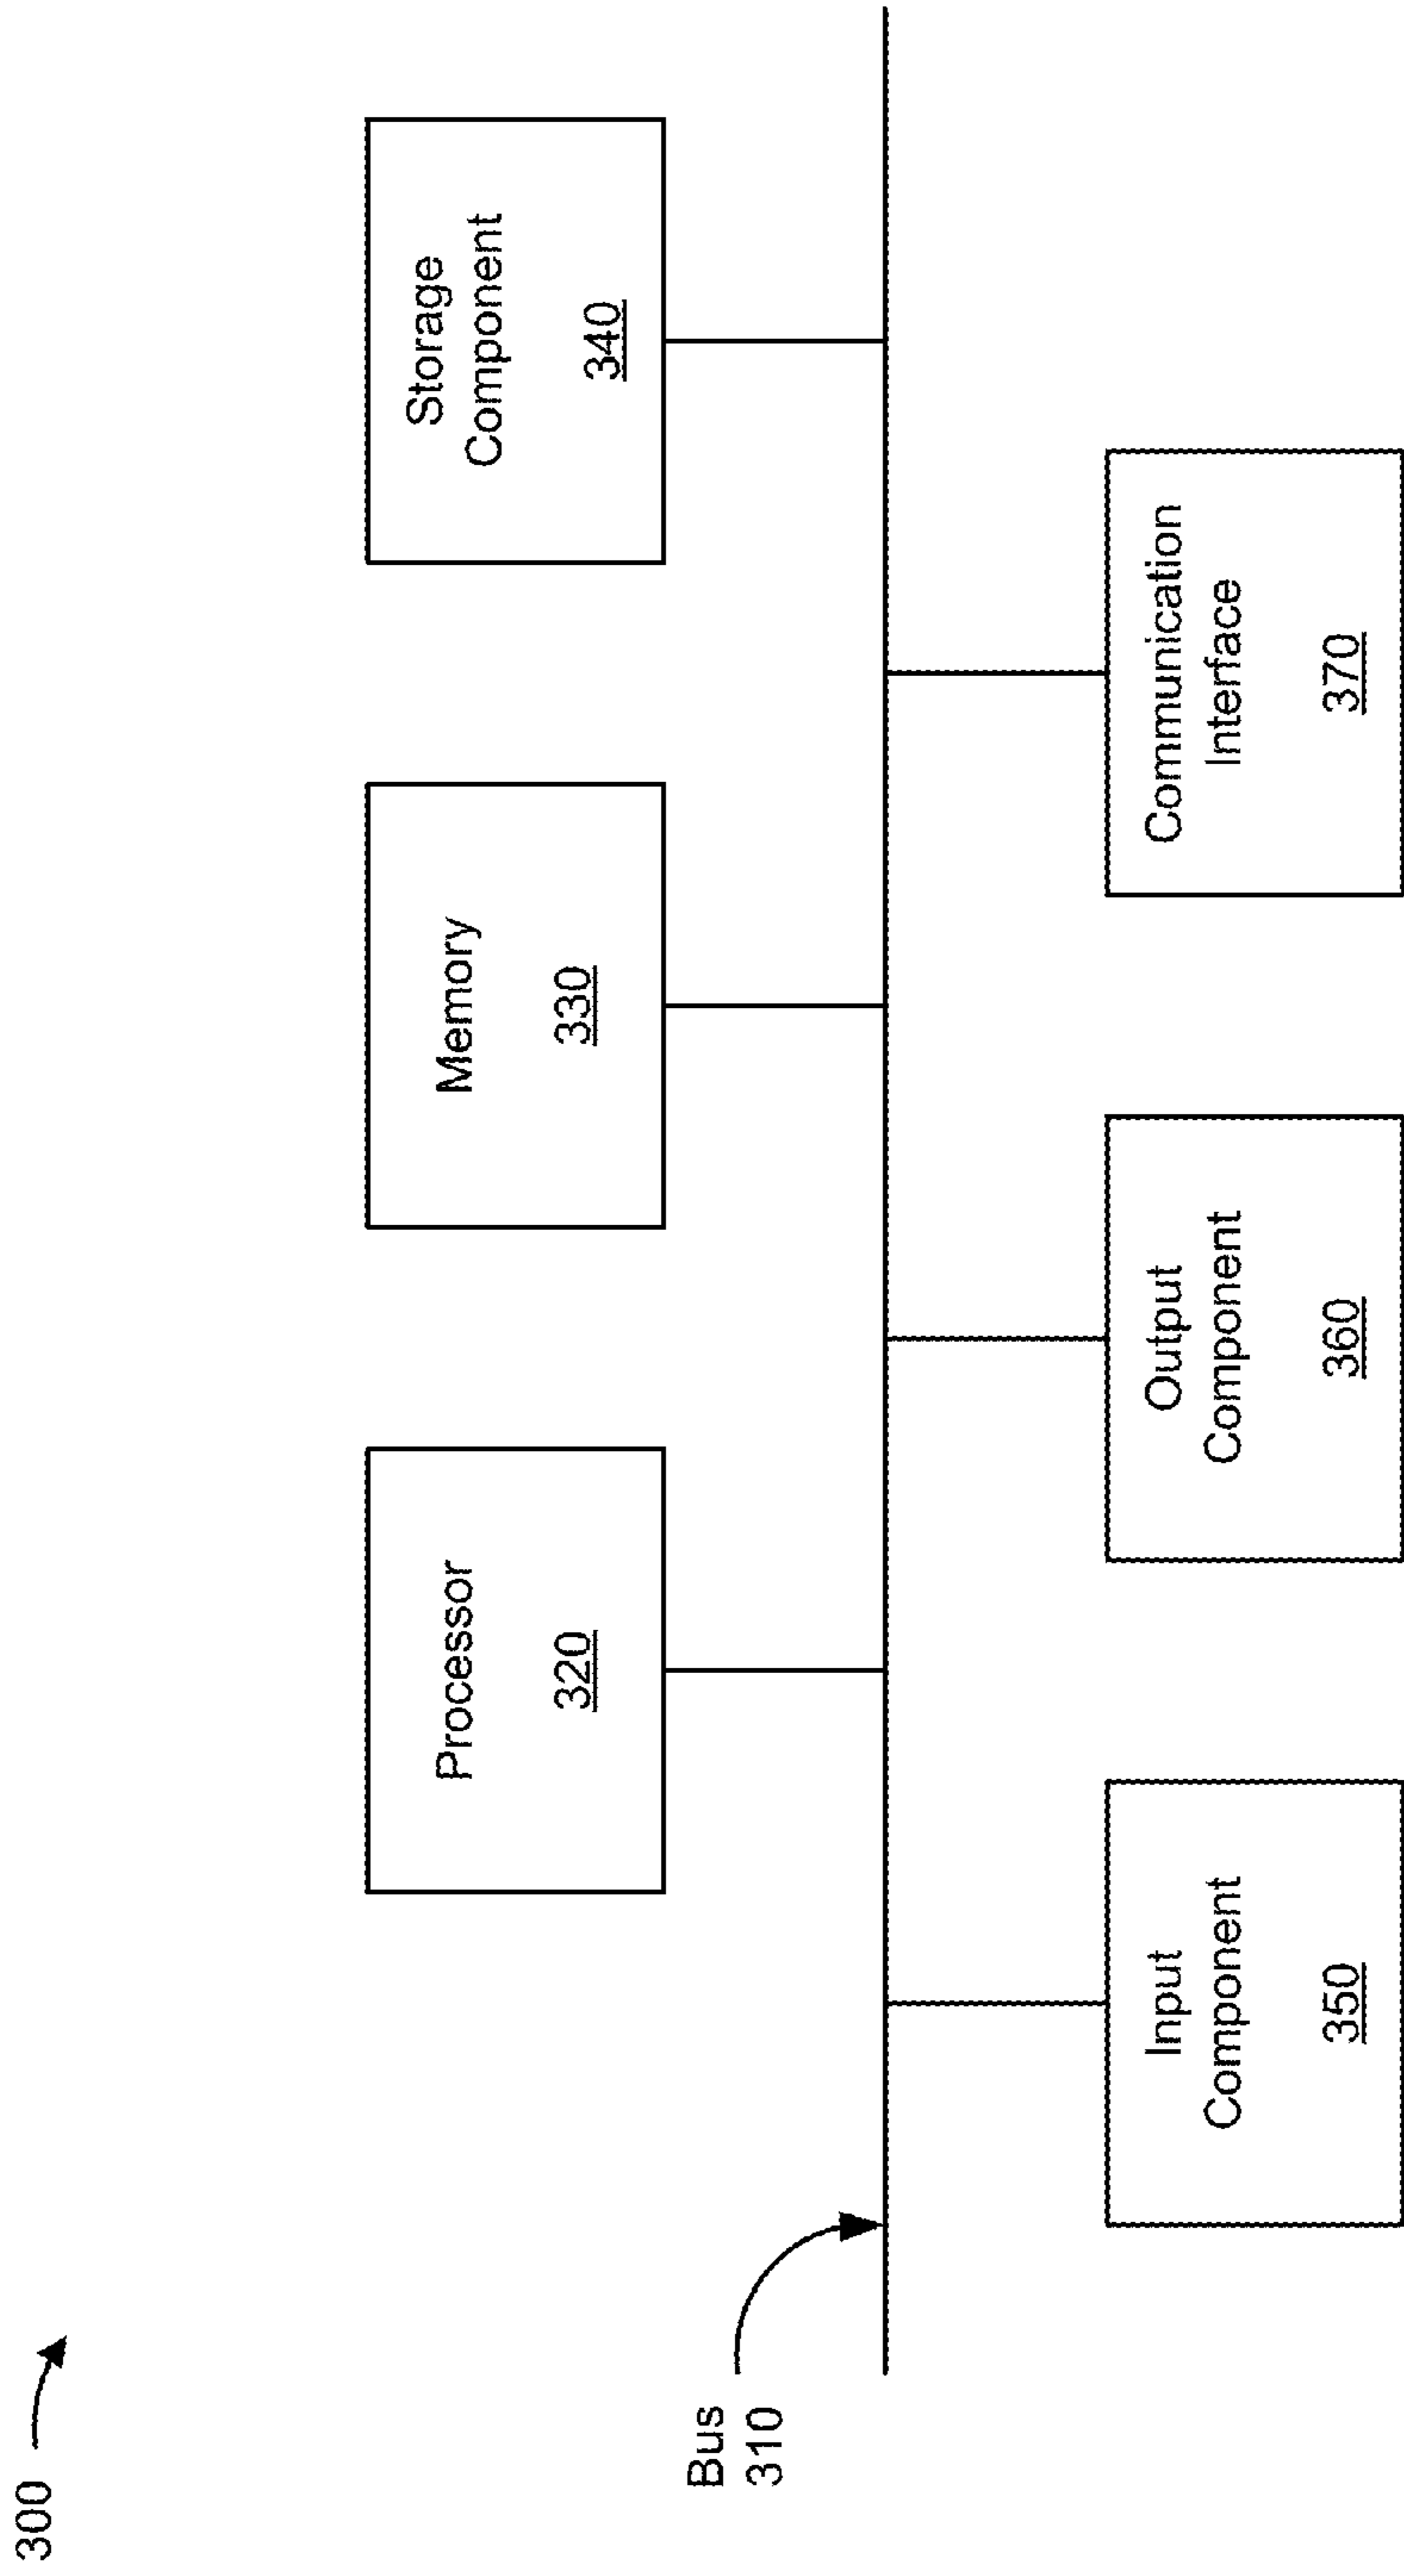 300
Processor
320
Memory
330
Storage
Component
340
Bus
310
Input
Component
350
Output
Component
360
Communication
Interface
370